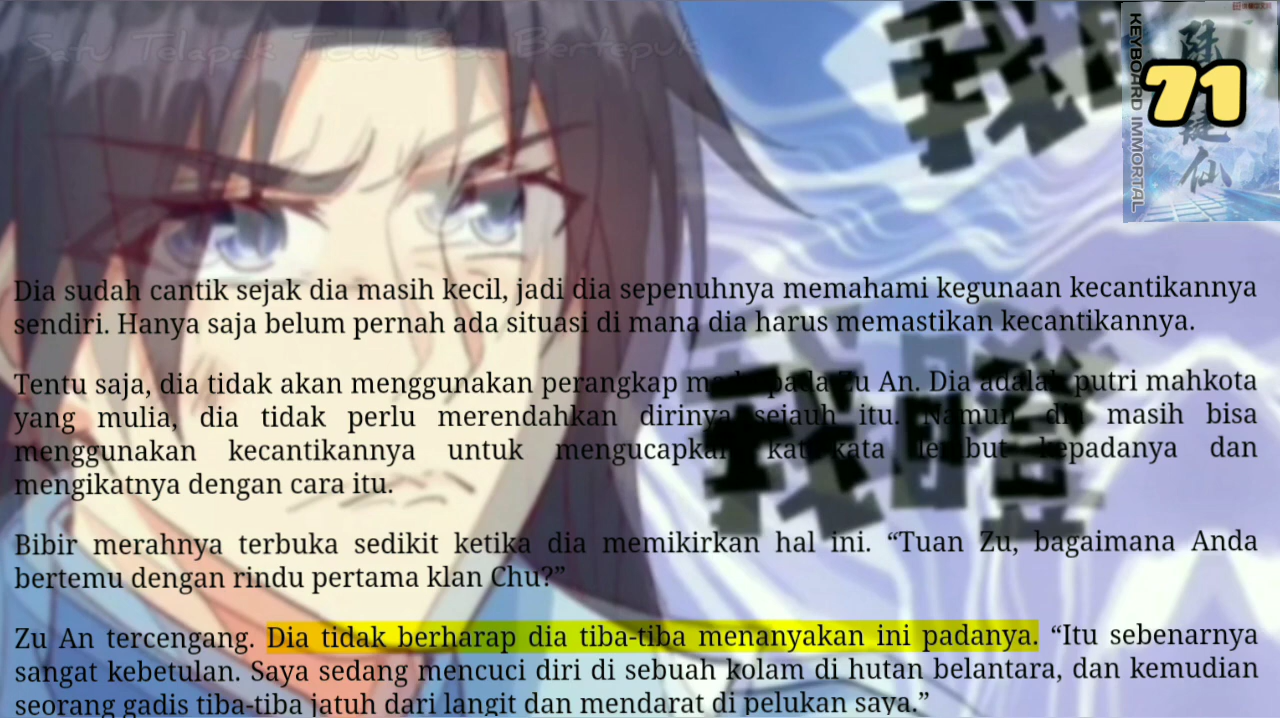 Satu Telapak Tidak Bisa Bertepuk
KEYBOARD IMMORTAL
71
Dia sudah cantik sejak dia masih kecil, jadi dia sepenuhnya memahami kegunaan kecantikannya
sendiri. Hanya saja belum pernah ada situasi di mana dia harus memastikan kecantikannya.
Tentu saja, dia tidak akan menggunakan perangkap pada Zu An. Dia adalah putri mahkota
yang mulia, dia tidak perlu merendahkan dirinya sejauh itu. Namun, dia masih bisa
menggunakan kecantikannya untuk mengucapkan kata-kata lembut kepadanya dan
mengikatnya dengan cara itu.
Bibir merahnya terbuka sedikit ketika dia memikirkan hal ini. “Tuan Zu, bagaimana Anda
bertemu dengan rindu pertama klan Chu?”
Zu An tercengang. Dia tidak berharap dia tiba-tiba menanyakan ini padanya. “Itu sebenarnya
sangat kebetulan. Saya sedang mencuci diri di sebuah kolam di hutan belantara, dan kemudian
seorang gadis tiba-tiba jatuh dari langit dan mendarat di pelukan saya.”